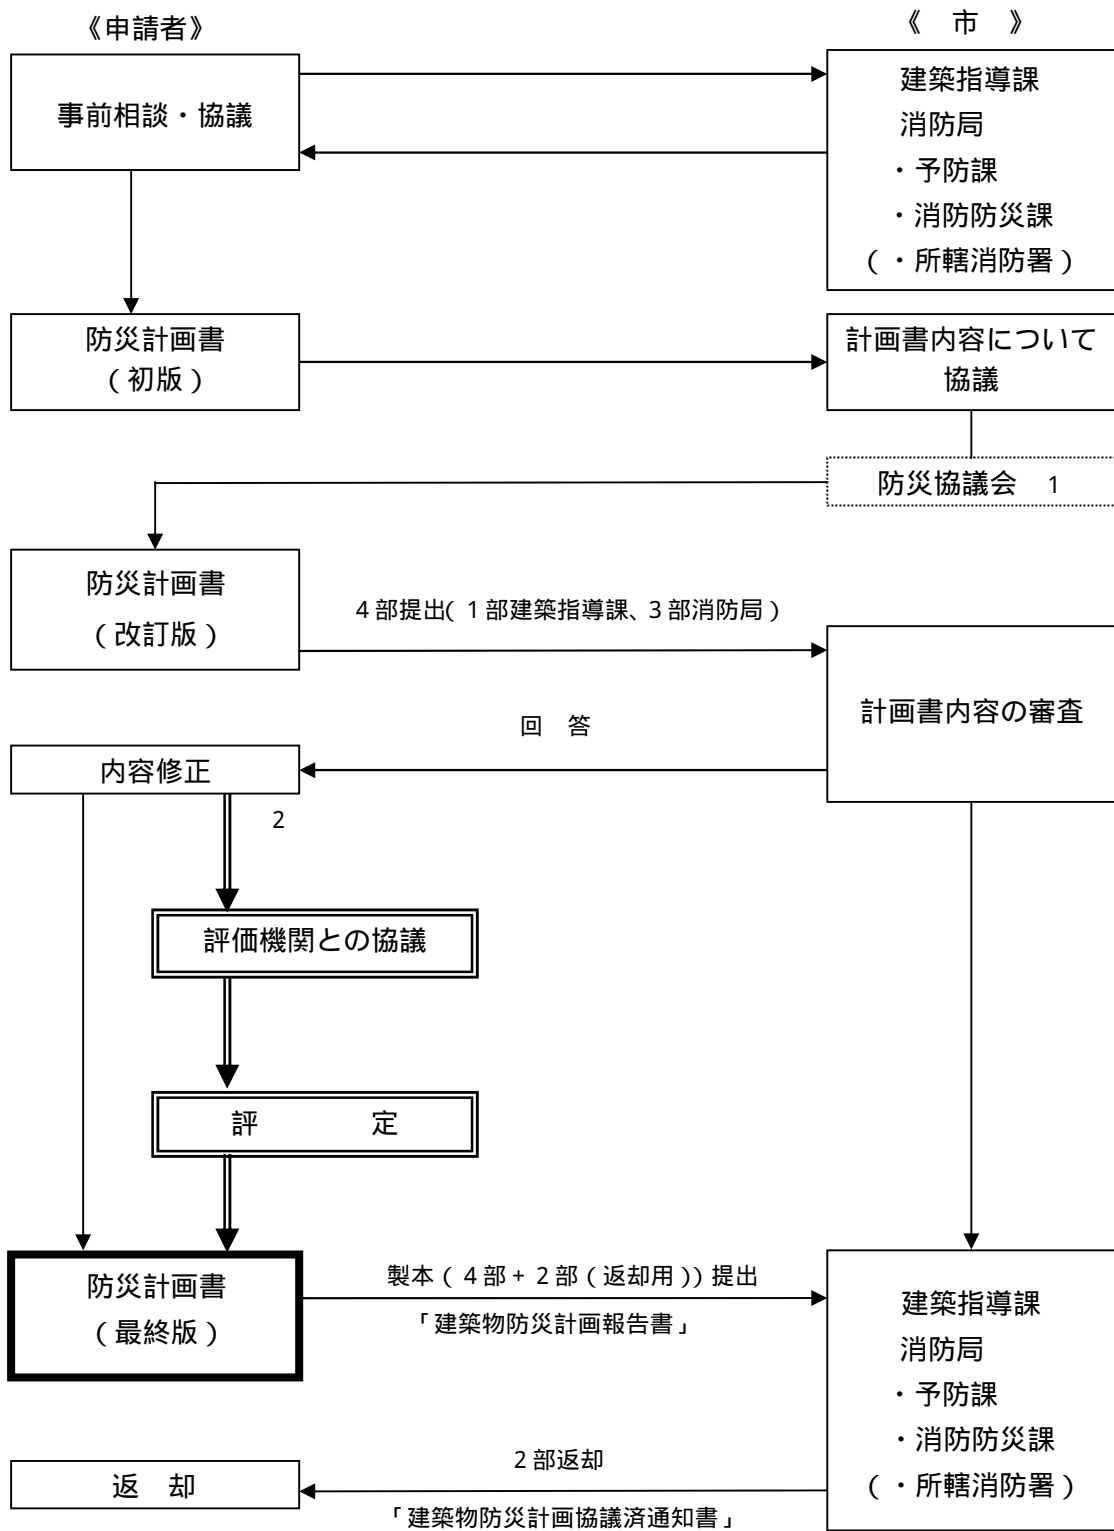 《申請者》
《　市　》
事前相談・協議
建築指導課
消防局
・予防課
・消防防災課
(・所轄消防署)
防災計画書
(初版)
計画書内容について
協議
防災協議会　1
防災計画書
(改訂版)
4部提出(1部建築指導課、3部消防局)
計画書内容の審査
回　答
内容修正
2
評価機関との協議
評　　　定
防災計画書
(最終版)
製本(4部+2部(返却用))提出
「建築物防災計画報告書」
建築指導課
消防局
・予防課
・消防防災課
(・所轄消防署)
2部返却
返　却
「建築物防災計画協議済通知書」